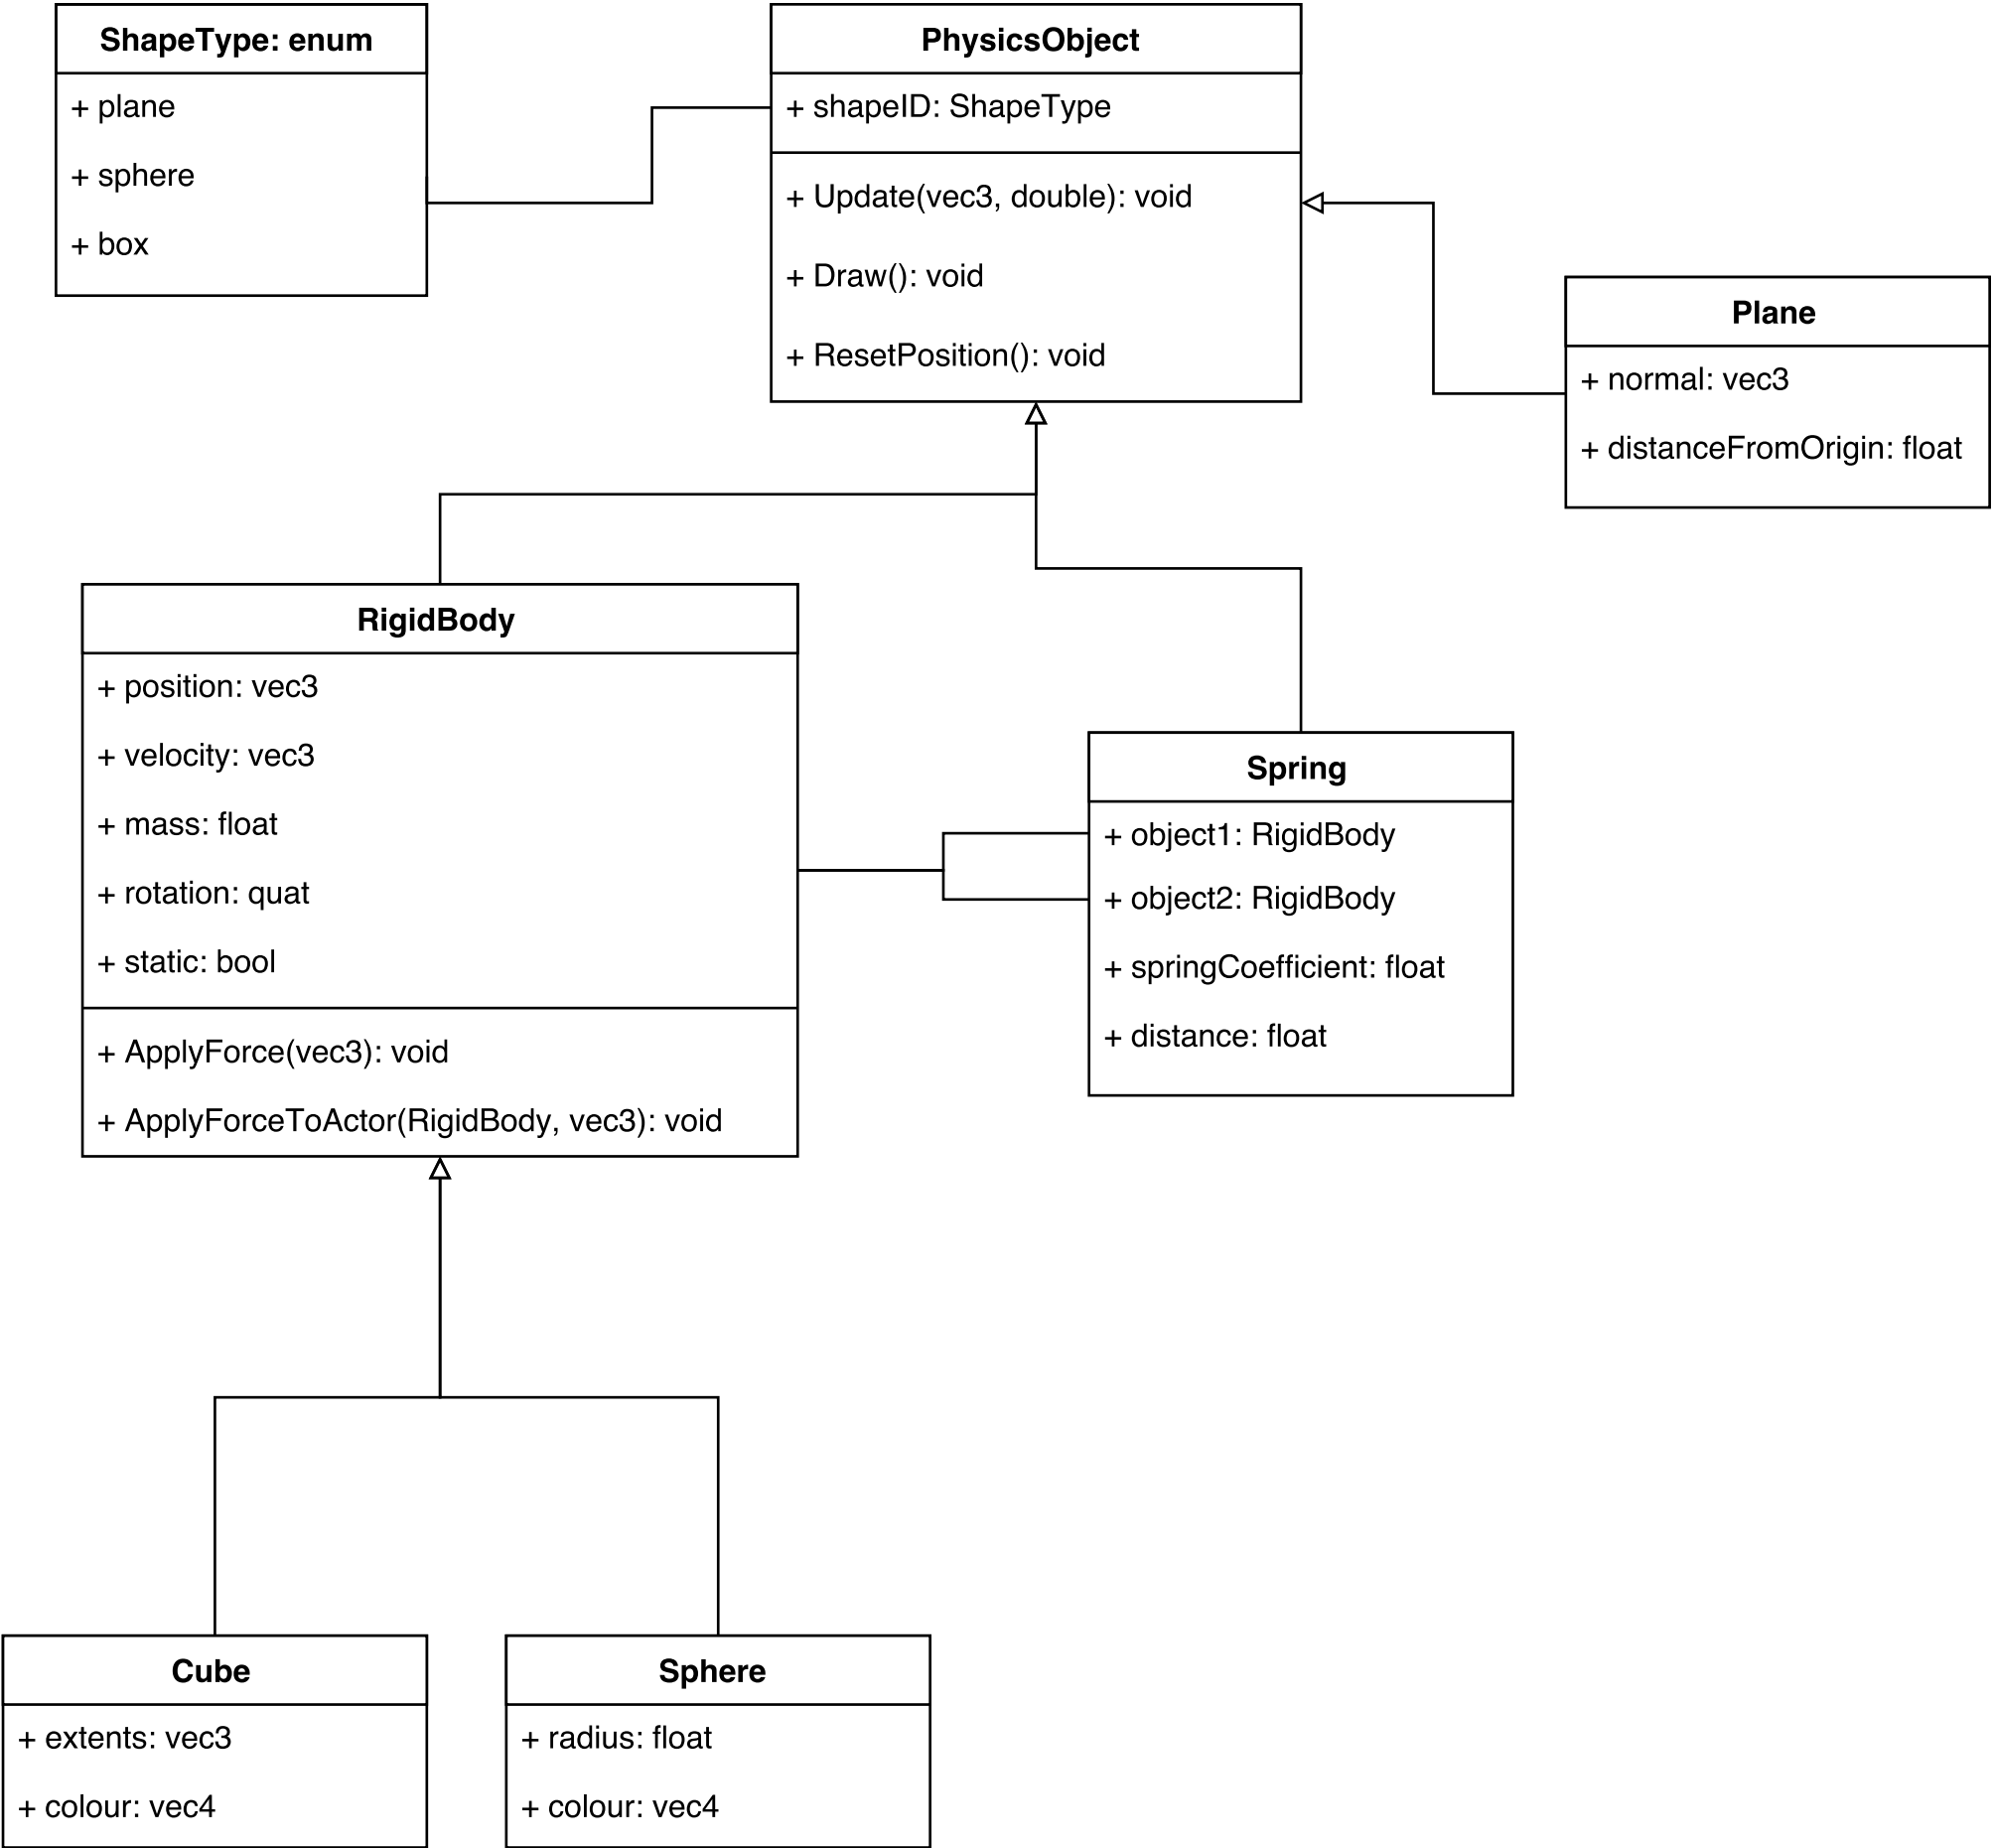 ShapeType: enum
+ plane
+ sphere
+ box
PhysicsObject
+ shapeID: ShapeType
+ Update(vec3, double): void
+ Draw(): void
+ ResetPosition(): void
Plane
+ normal: vec3
+ distanceFromOrigin: float
RigidBody
+ position: vec3
+ velocity: vec3
+ mass: float
+ rotation: quat
+ static: bool
+ ApplyForce(vec3): void
+ ApplyForceToActor(RigidBody, vec3): void
Spring
+ object1: RigidBody
+ object2: RigidBody
+ springCoefficient: float
+ distance: float
Cube
+ extents: vec3
+ colour: vec4
Sphere
+ radius: float
+ colour: vec4